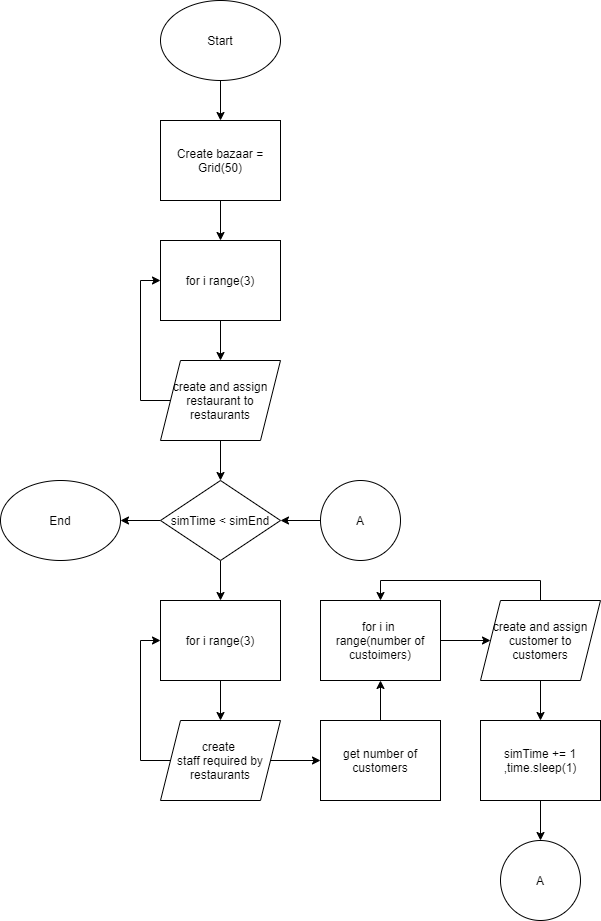 Start
Create bazaar =
Grid(50)
for i range(3)
create and assign
restaurant to
restaurants
End
simTime < simEnd
A
for i range(3)
for i in
range(number of
custoimers)
create and assign
customer to
customers
create
staff required by
restaurants
get number of
customers
simTime += 1
,time.sleep(1)
A